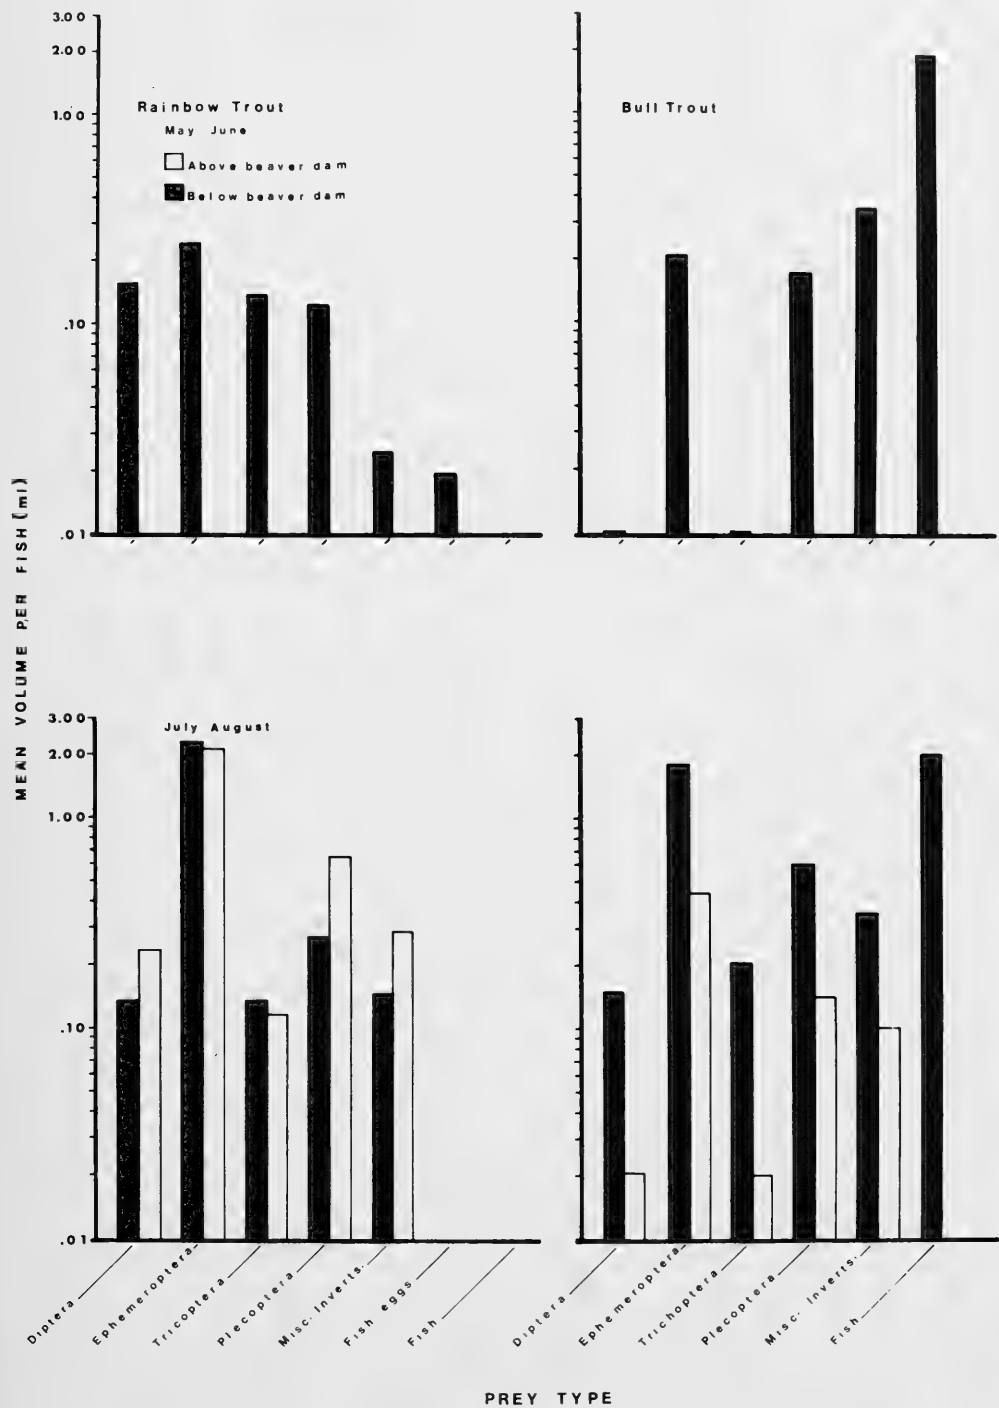 3.00
2.00
1.00
.10
.01
Rainbow Trout
May June
Above beaver dam
Below beaver dam
Bull Trout
MEAN VOLUME PER FISH (ml)
3.00
2.00
1.00
.10
.01
July August
Diptera
Ephemeroptera
Tricoptera
Plecoptera
Misc. Inverts.
Fish eggs
Fish
Diptera
Ephemeroptera
Trichoptera
Plecoptera
Misc. Inverts.
Fish
PREY TYPE